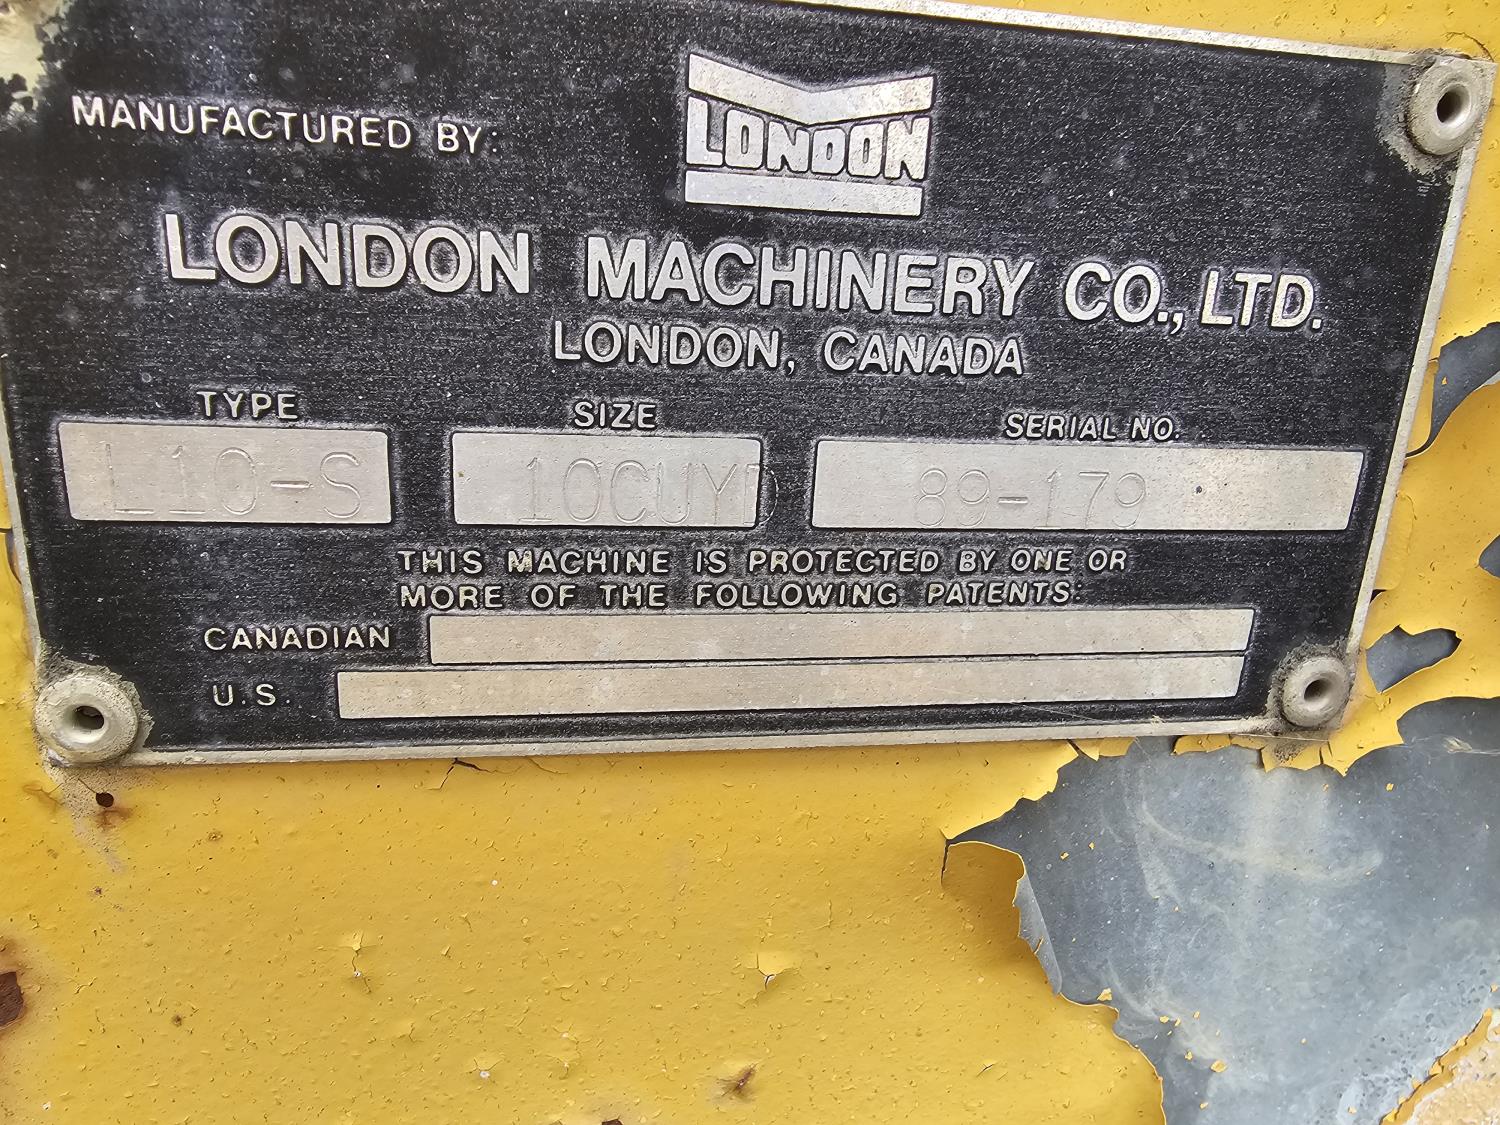 LONDON
MANUFACTURED BY:
LONDON MACHINERY CO., LTD.
LONDON, CANADA
TYPE SIZE SERIAL NO.
L10-S 10CUYD 89-179
THIS MACHINE IS PROTECTED BY ONE OR
MORE OF THE FOLLOWING PATENTS:
CANADIAN
U.S.